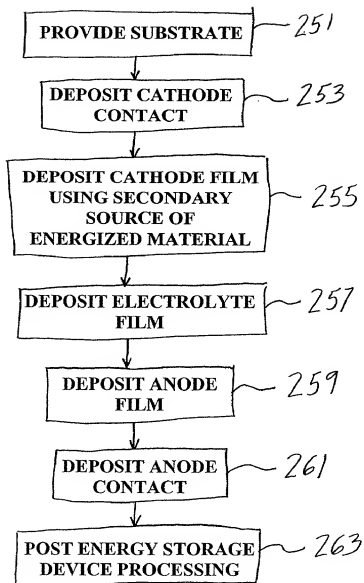 PROVIDE SUBSTRATE
251
DEPOSIT CATHODE
CONTACT
253
DEPOSIT CATHODE FILM
USING SECONDARY
SOURCE OF
ENERGIZED MATERIAL
255
DEPOSIT ELECTROLYTE
FILM
257
DEPOSIT ANODE
FILM
259
DEPOSIT ANODE
CONTACT
261
POST ENERGY STORAGE
DEVICE PROCESSING
263